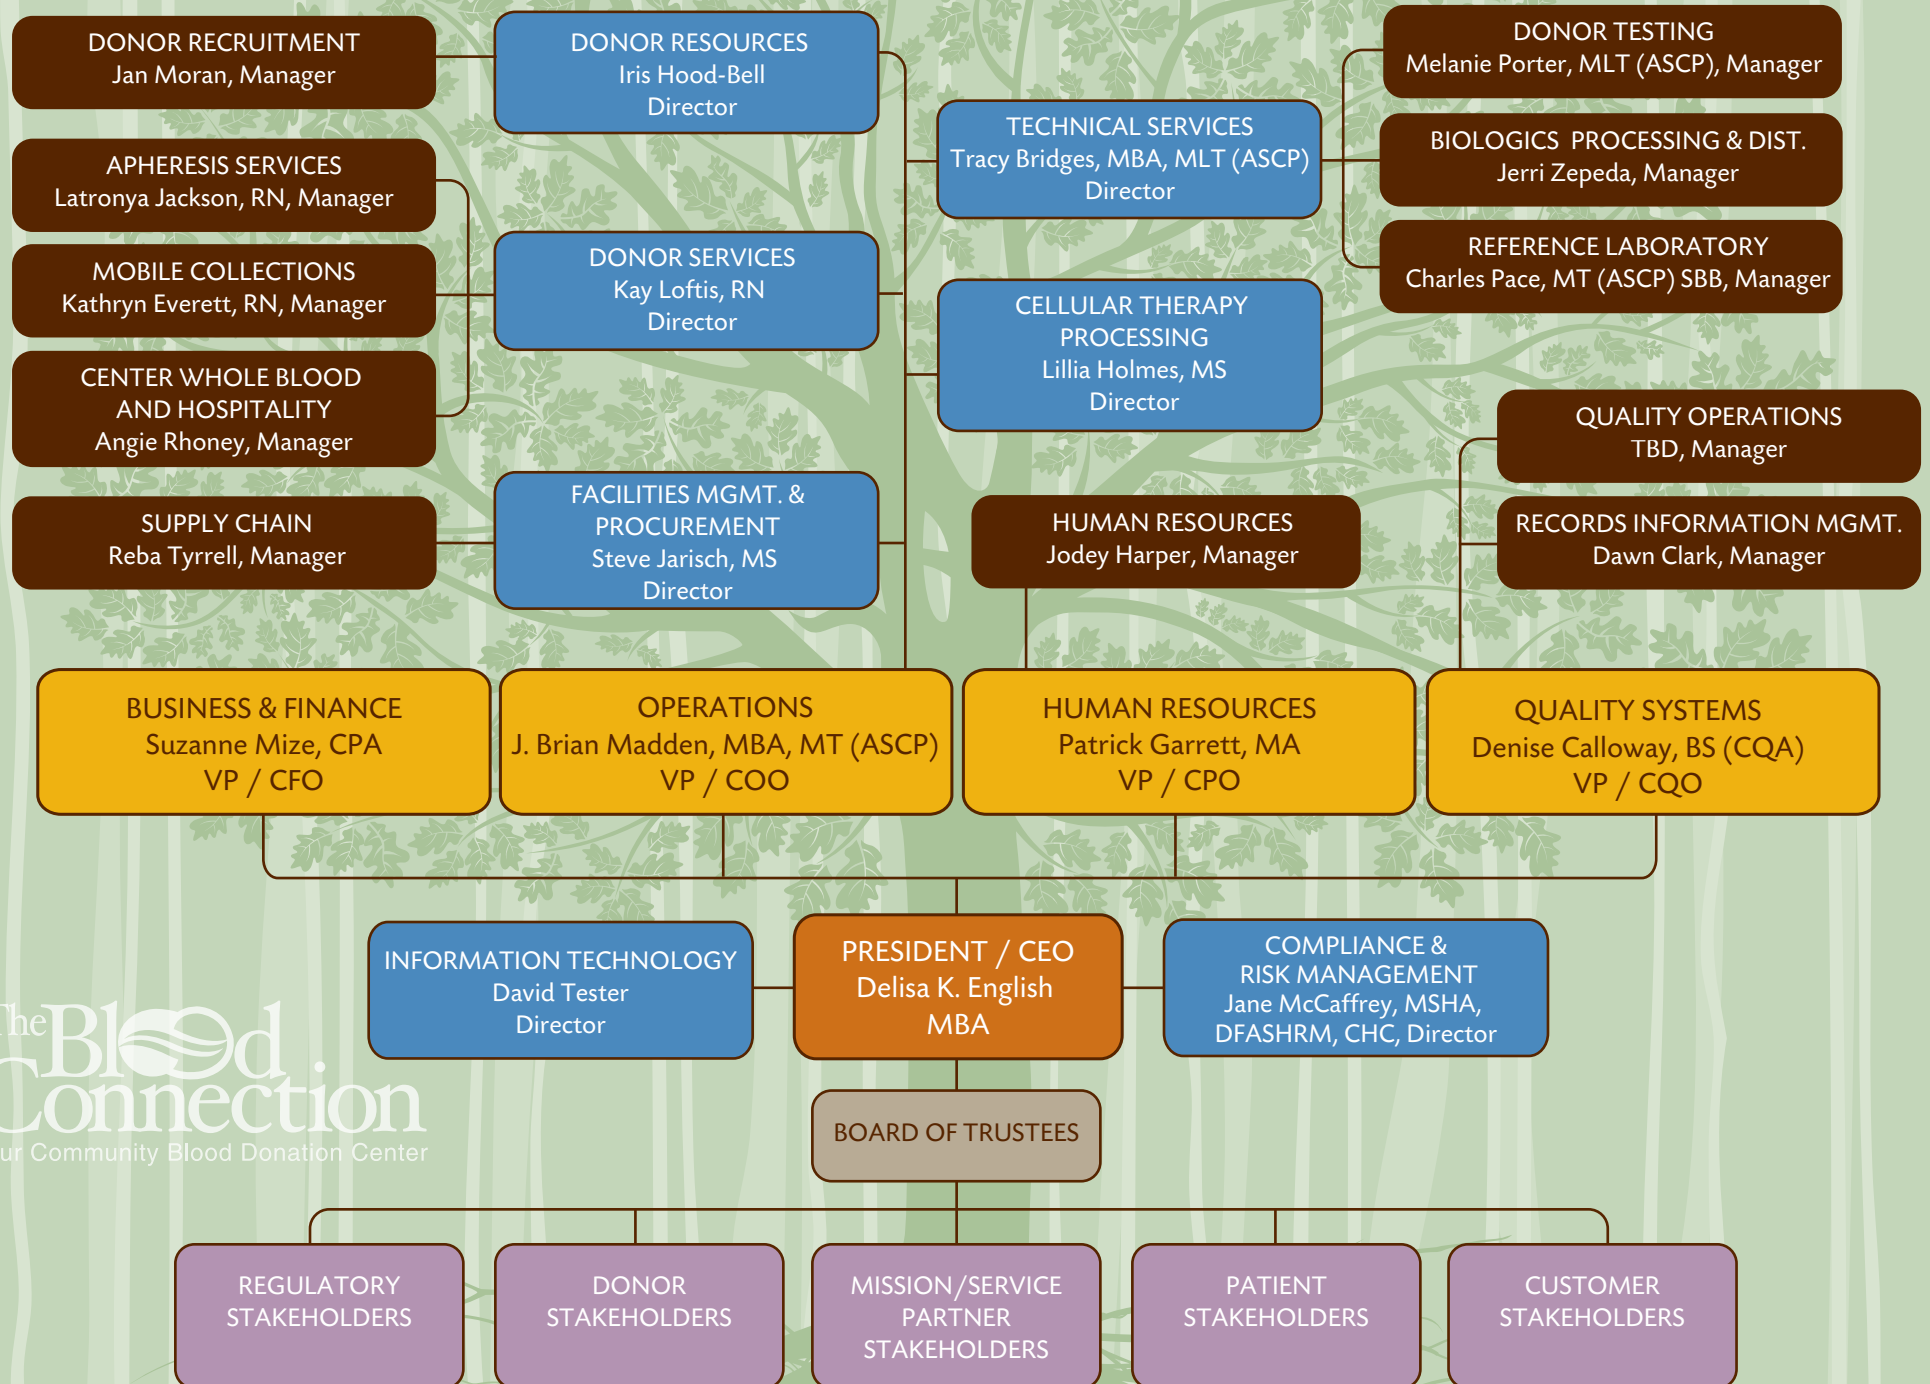 DONOR RECRUITMENT
Jan Moran, Manager
DONOR RESOURCES
Iris Hood-Bell
Director
DONOR TESTING
Melanie Porter, MLT (ASCP), Manager
TECHNICAL SERVICES
Tracy Bridges, MBA, MLT (ASCP)
Director
BIOLOGICS PROCESSING & DIST.
Jerri Zepeda, Manager
APHERESIS SERVICES
Latronya Jackson, RN, Manager
REFERENCE LABORATORY
Charles Pace, MT (ASCP) SBB, Manager
MOBILE COLLECTIONS
Kathryn Everett, RN, Manager
DONOR SERVICES
Kay Loftis, RN
Director
CELLULAR THERAPY
PROCESSING
Lillia Holmes, MS
Director
CENTER WHOLE BLOOD
AND HOSPITALITY
Angie Rhoney, Manager
QUALITY OPERATIONS
TBD, Manager
SUPPLY CHAIN
Reba Tyrrell, Manager
FACILITIES MGMT. &
PROCUREMENT
Steve Jarisch, MS
Director
HUMAN RESOURCES
Jodey Harper, Manager
RECORDS INFORMATION MGMT.
Dawn Clark, Manager
BUSINESS & FINANCE
Suzanne Mize, CPA
VP / CFO
OPERATIONS
J. Brian Madden, MBA, MT (ASCP)
VP / COO
HUMAN RESOURCES
Patrick Garrett, MA
VP / CPO
QUALITY SYSTEMS
Denise Calloway, BS (CQA)
VP / CQO
INFORMATION TECHNOLOGY
David Tester
Director
PRESIDENT / CEO
Delisa K. English
MBA
COMPLIANCE &
RISK MANAGEMENT
Jane McCaffrey, MSHA,
DFASHRM, CHC, Director
The Blood
Connection
ur Community Blood Donation Center
BOARD OF TRUSTEES
REGULATORY
STAKEHOLDERS
DONOR
STAKEHOLDERS
MISSION/SERVICE
PARTNER
STAKEHOLDERS
PATIENT
STAKEHOLDERS
CUSTOMER
STAKEHOLDERS